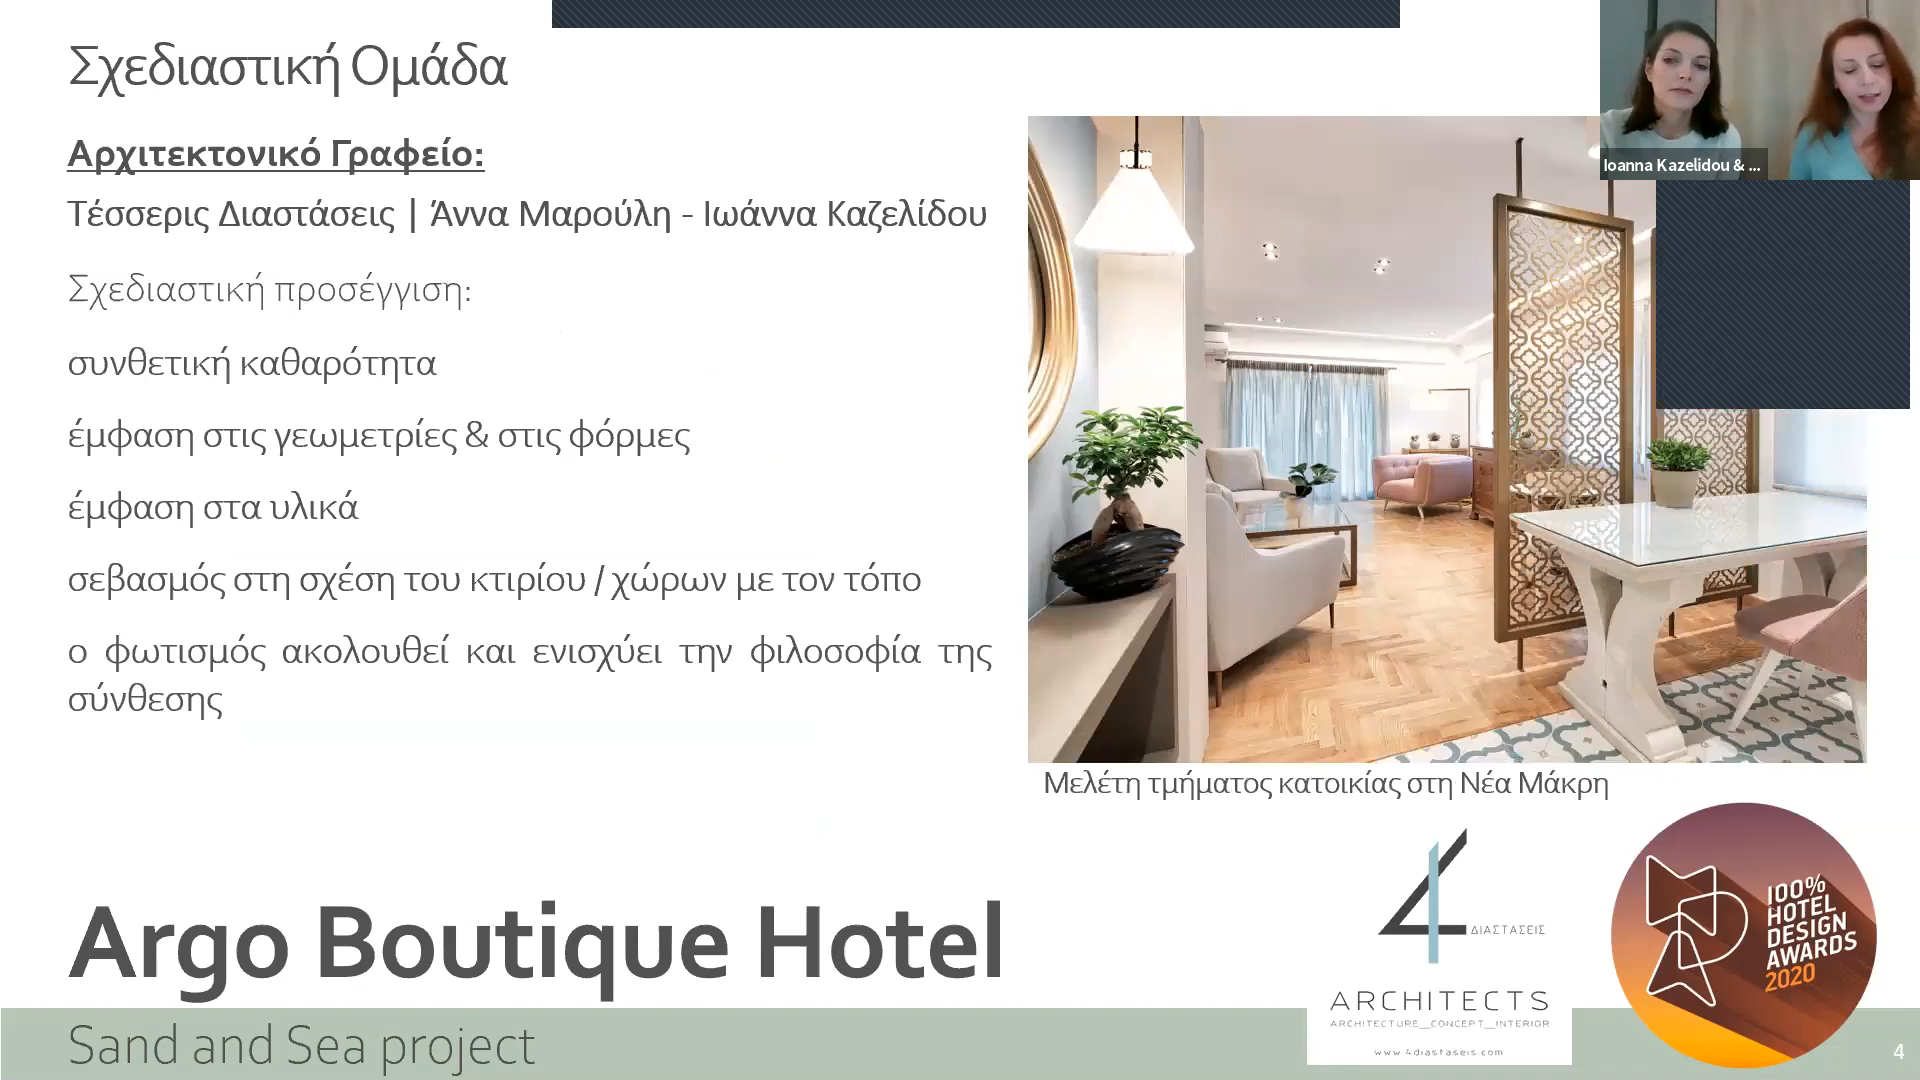 Σχεδιαστική Ομάδα
Αρχιτεκτονικό Γραφείο:
Τέσσερις Διαστάσεις | Άννα Μαρούλη - Ιωάννα Καζελίδου
Σχεδιαστική προσέγγιση:
συνθετική καθαρότητα
έμφαση στις γεωμετρίες & στις φόρμες
έμφαση στα υλικά
σεβασμός στη σχέση του κτιρίου / χώρων με τον τόπο
ο φωτισμός ακολουθεί και ενισχύει την φιλοσοφία της
σύνθεσης
Ioanna Kazelidou & ...
Μελέτη τμήματος κατοικίας στη Νέα Μάκρη
Argo Boutique Hotel
Sand and Sea project
4
ΔΙΑΣΤΑΣΕΙΣ
ARCHITECTS
ARCHITECTURE_CONCEPT_INTERIOR
www.4diastaseis.com
100%
HOTEL
DESIGN
AWARDS
2020
4